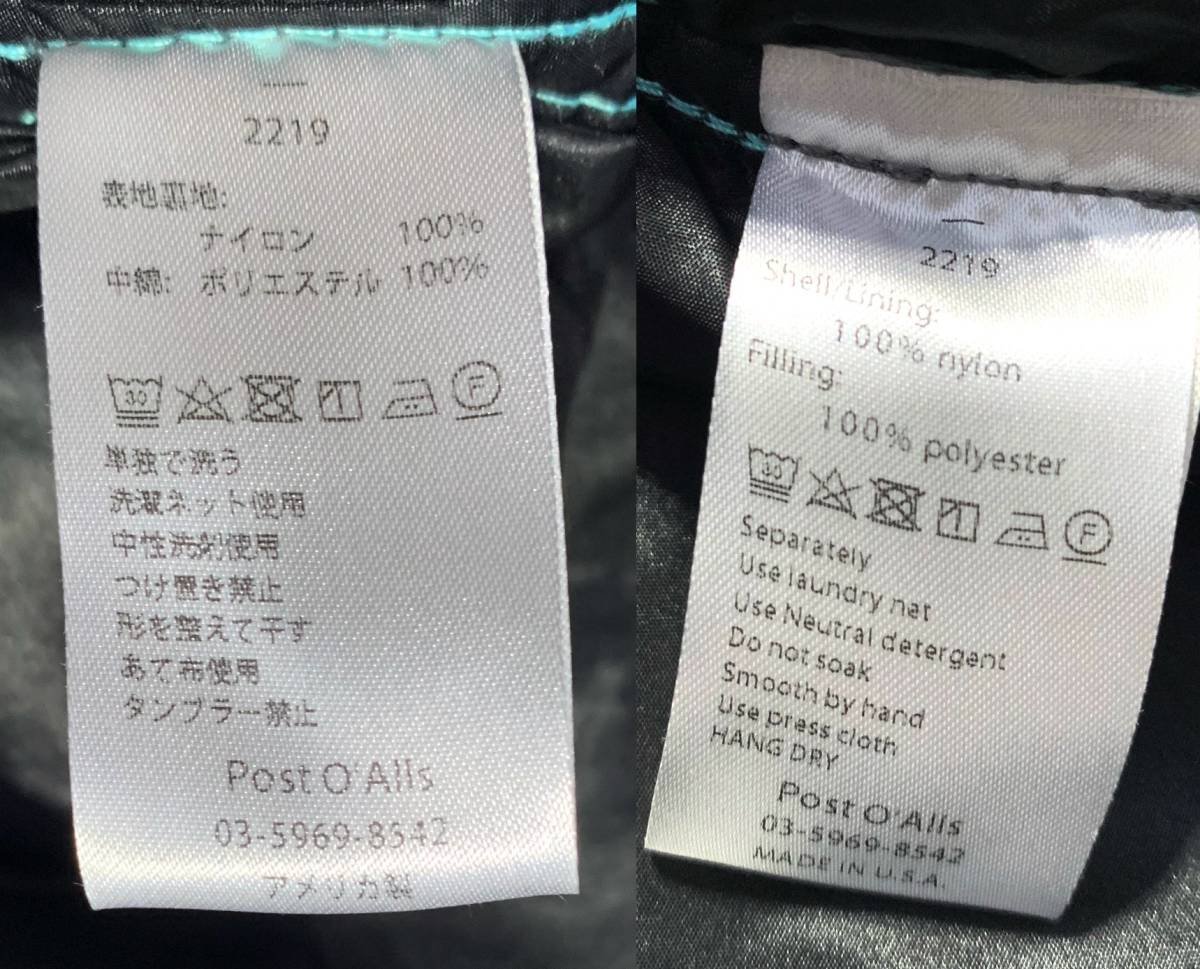 2219
表地裏地:
ナイロン 100%
中綿: ポリエステル 100%
30 F
単独で洗う
洗濯ネット使用
中性洗剤使用
つけ置き禁止
形を整えて干す
あて布使用
タンブラー禁止
Post O'Alls
03-5969-8542
アメリカ製
2219
Shell/Lining:
100% nylon
Filling:
100% polyester
30 F
Separately
Use laundry net
Use Neutral detergent
Do not soak
Smooth by hand
Use press cloth
HANG DRY
Post O'Alls
03-5969-8542
MADE IN U.S.A.